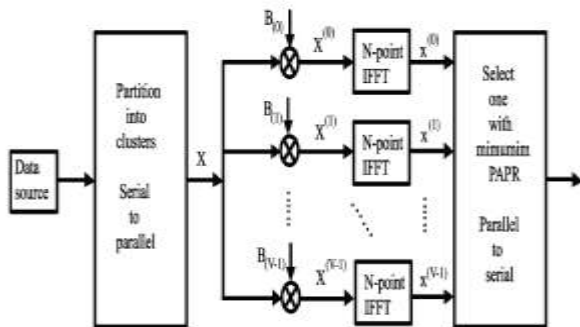 Data
source
Partition
into
clusters
Serial
to
parallel
X
B(0)
X(0)
N-point
IFFT
x(0)
B(1)
X(1)
N-point
IFFT
x(1)
B(V-1)
X(V-1)
N-point
IFFT
x(V-1)
Select
one
with
mimumim
PAPR
Parallel
to
serial